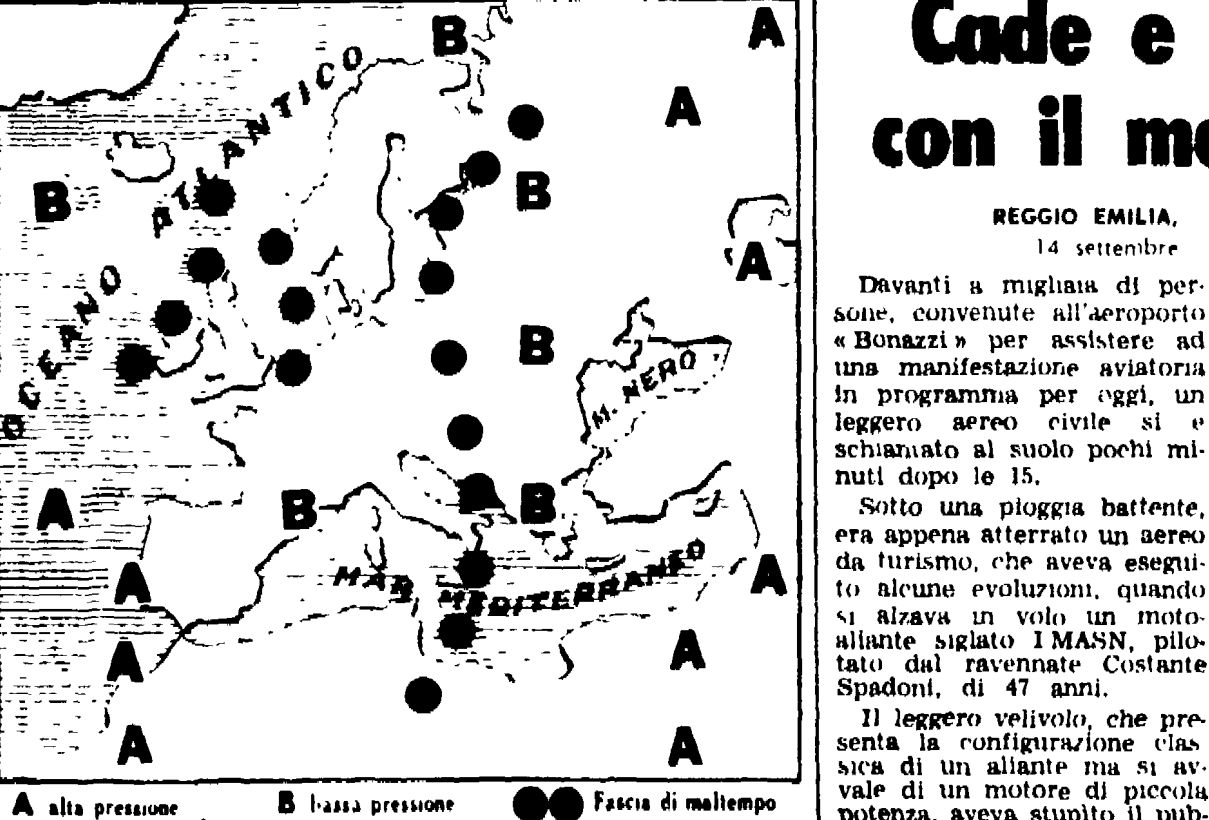 B
A
A
B
B
A
B
B
B
A
A
A
A
A
A
A
OCEANO ATLANTICO
M. NERO
MAR MEDITERRANEO
A alta pressione
B bassa pressione
Fascia di maltempo
Cade e
con il mo
REGGIO EMILIA,
14 settembre
Davanti a migliaia di per-
sone, convenute all'aeroporto
« Bonazzi » per assistere ad
una manifestazione aviatoria
in programma per oggi, un
leggero aereo civile si e
schiantato al suolo pochi mi-
nuti dopo le 15.
Sotto una pioggia battente,
era appena atterrato un aereo
da turismo, che aveva esegui-
to alcune evoluzioni, quando
si alzava in volo un moto-
aliante siglato I MASN, pilo-
tato dal ravennate Costante
Spadoni, di 47 anni.
Il leggero velivolo, che pre-
senta la configurazione clas
sica di un aliante ma si av-
vale di un motore di piccola
potenza, aveva stupito il pub-